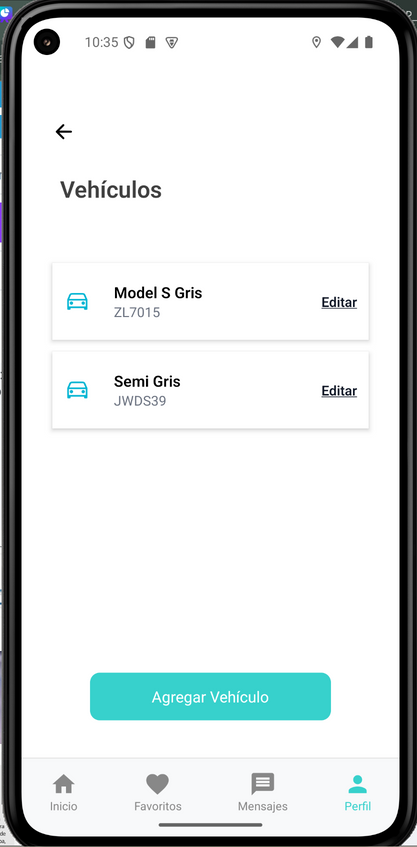 10:35
Vehículos
Model S Gris
ZL7015
Editar
Semi Gris
JWDS39
Editar
Agregar Vehículo
Inicio
Favoritos
Mensajes
Perfil